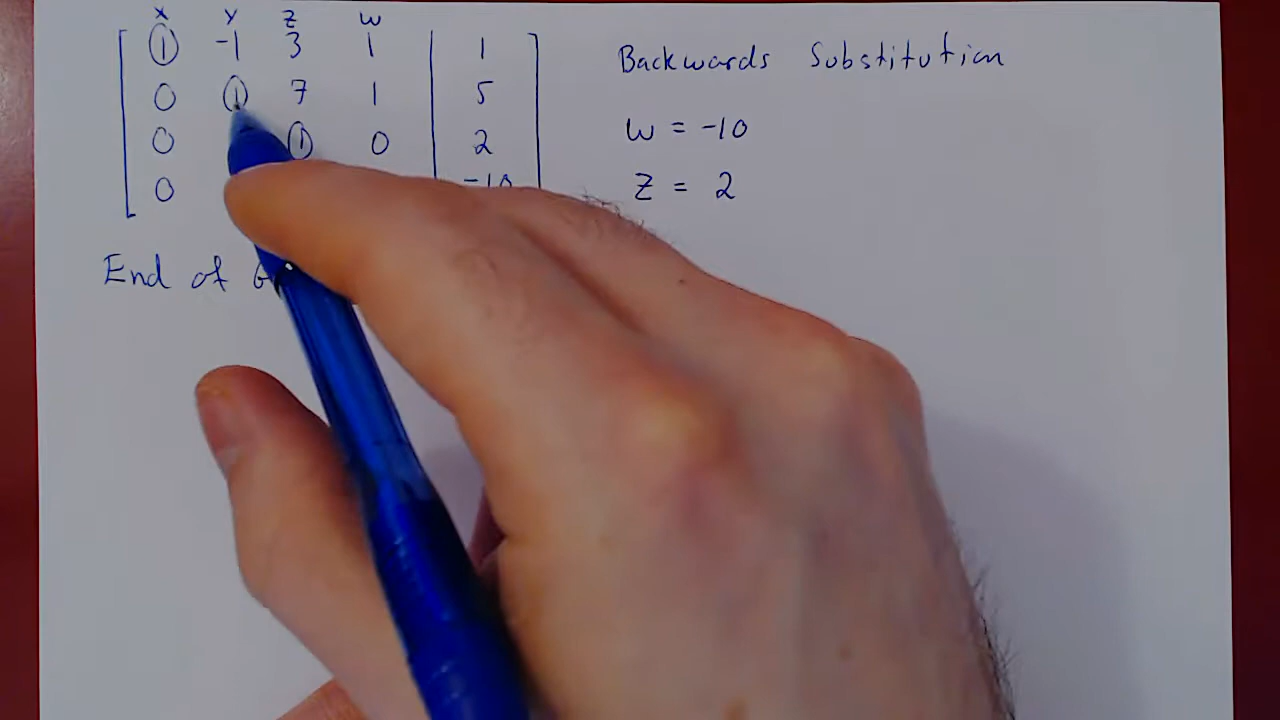 x y z w
1 -1 3 1 | 1 Backwards Substitution
0 1 7 1 | 5
w = -10
0 1 0 | 2
0 -10
z = 2
End of